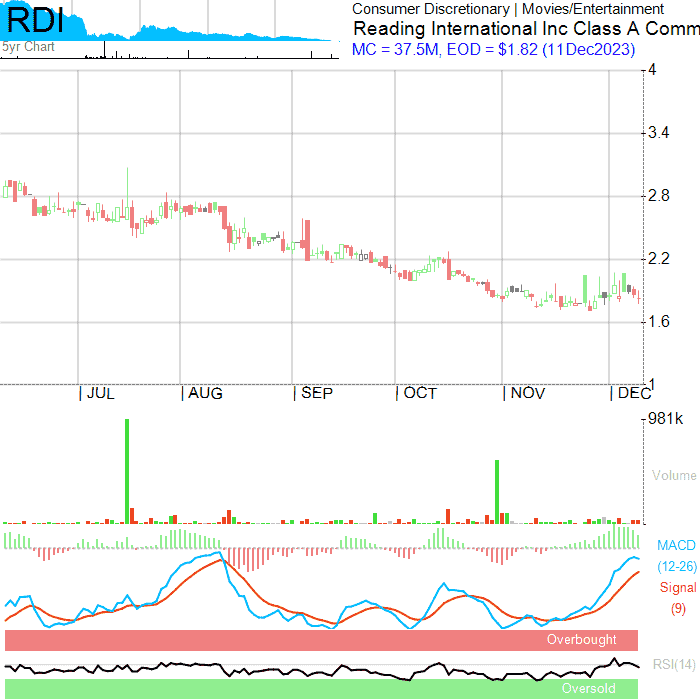 RDI
5yr Chart
Consumer Discretionary | Movies/Entertainment
Reading International Inc Class A Comm
MC = 37.5M, EOD = $1.82 (11Dec2023)
4
3.4
2.8
2.2
1.6
1
| JUL | AUG | SEP | OCT | NOV | DEC
981k
Volume
MACD
(12-26)
Signal
(9)
Overbought
RSI(14)
Oversold